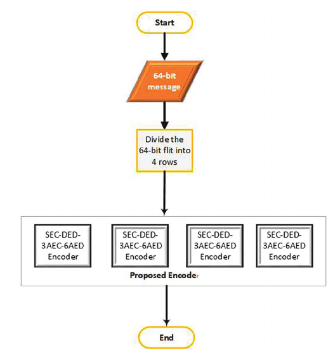 Start
64-bit
message
Divide the
64-bit flit into
4 rows
SEC-DED-
3AEC-6AED
Encoder
SEC-DED-
3AEC-6AED
Encoder
SEC-DED-
3AEC-6AED
Encoder
SEC-DED-
3AEC-6AED
Encoder
Proposed Encoder
End